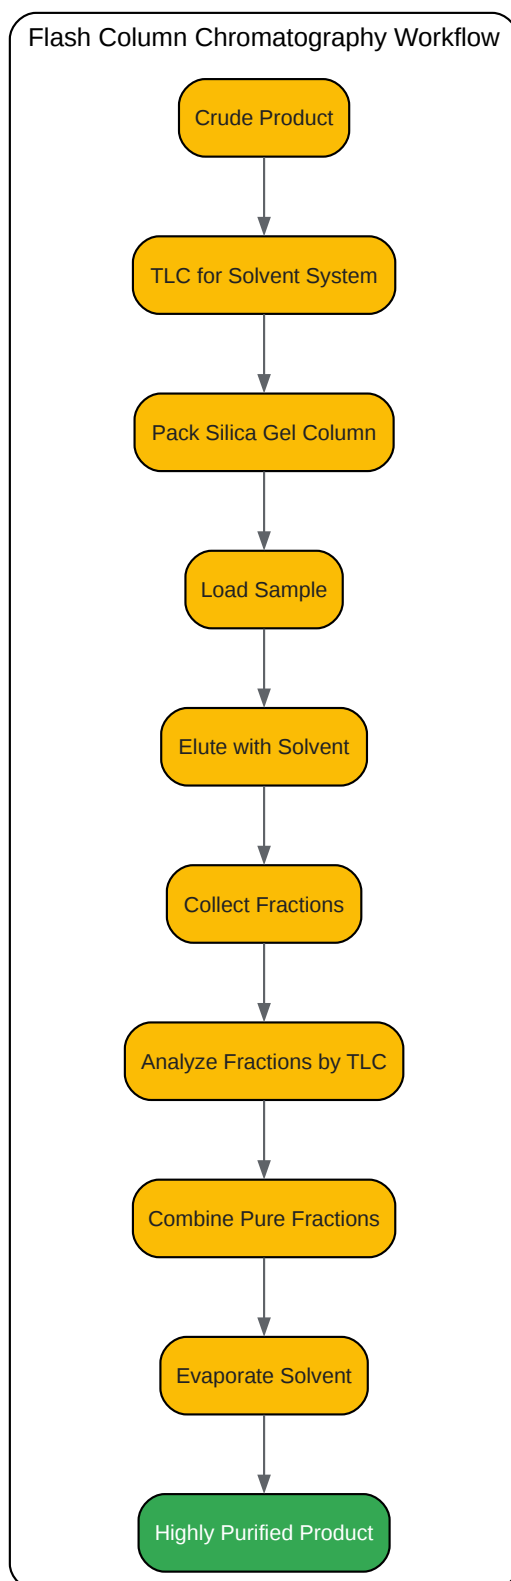 Flash Column Chromatography Workflow
Crude Product
TLC for Solvent System
Pack Silica Gel Column
Load Sample
Elute with Solvent
Collect Fractions
Analyze Fractions by TLC
Combine Pure Fractions
Evaporate Solvent
Highly Purified Product